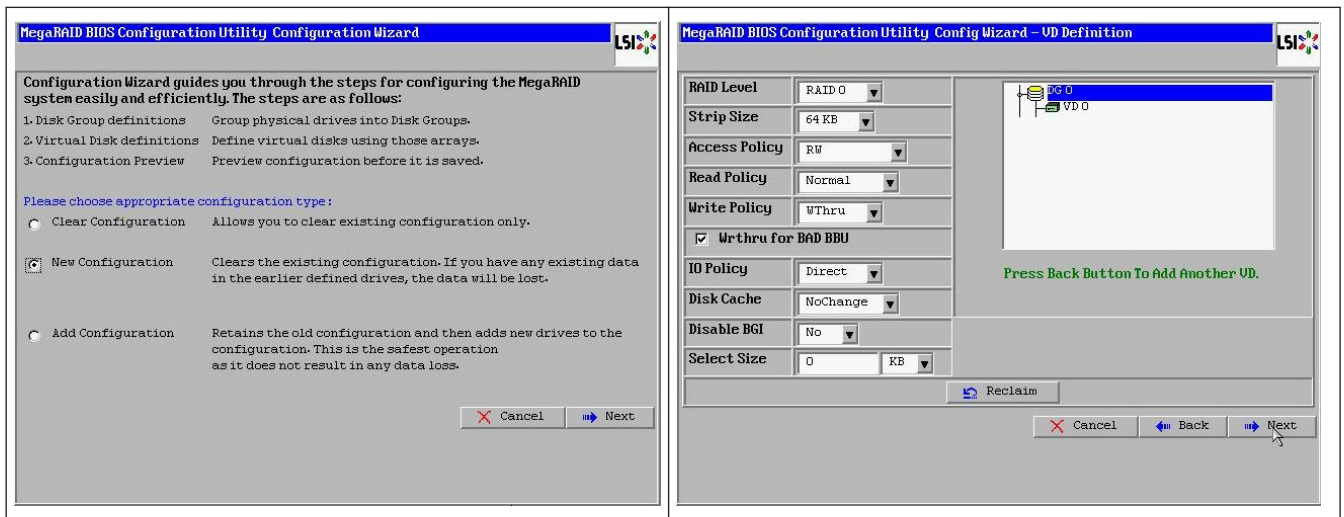 MegaRAID BIOS Configuration Utility Configuration Wizard
LSI
Configuration Wizard guides you through the steps for configuring the MegaRAID
system easily and efficiently. The steps are as follows:
1. Disk Group definitions Group physical drives into Disk Groups.
2. Virtual Disk definitions Define virtual disks using those arrays.
3. Configuration Preview Preview configuration before it is saved.
Please choose appropriate configuration type:
Clear Configuration Allows you to clear existing configuration only.
New Configuration Clears the existing configuration. If you have any existing data
in the earlier defined drives, the data will be lost.
Add Configuration Retains the old configuration and then adds new drives to the
configuration. This is the safest operation
as it does not result in any data loss.
Cancel Next
MegaRAID BIOS Configuration Utility Config Wizard – VD Definition
LSI
RAID Level RAID 0
Strip Size 64 KB
Access Policy RW
Read Policy Normal
Write Policy WThru
Wrthru for BAD BBU
IO Policy Direct
Disk Cache NoChange
Disable BGI No
Select Size 0 KB
DG 0
VD 0
Press Back Button To Add Another VD.
Reclaim
Cancel Back Next